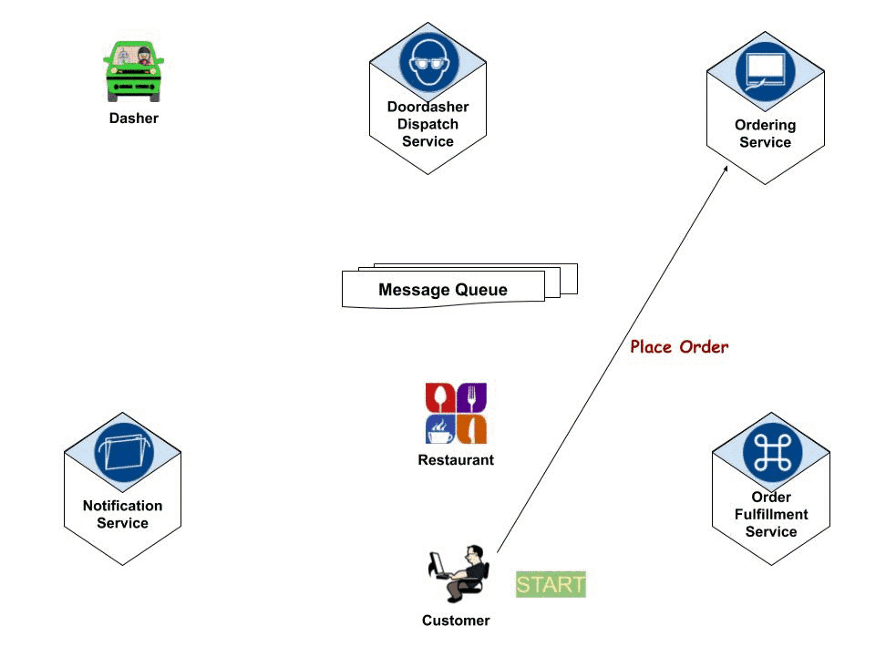 Dasher
Doordasher
Dispatch
Service
Ordering
Service
Message Queue
Place Order
Restaurant
Notification
Service
Order
Fulfillment
Service
START
Customer